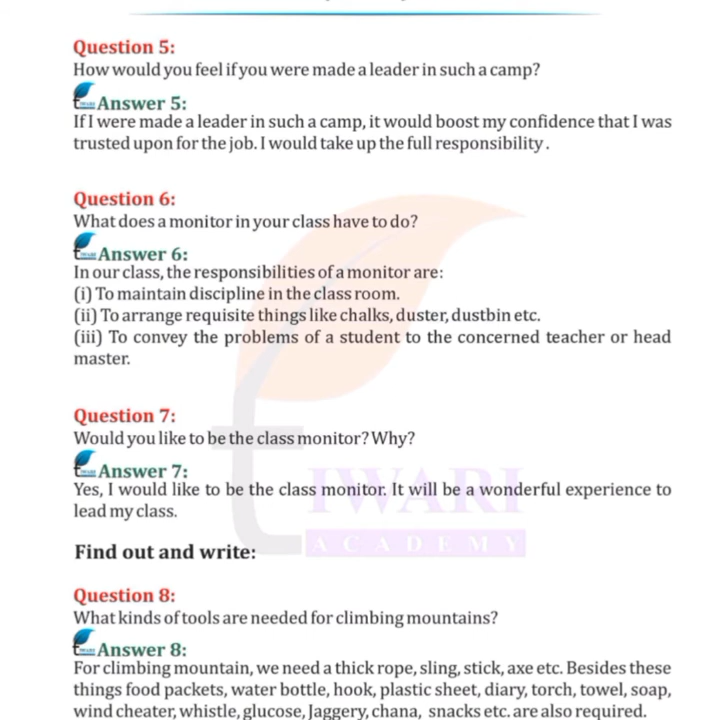 Question 5:
How would you feel if you were made a leader in such a camp?
Answer 5:
If I were made a leader in such a camp, it would boost my confidence that I was
trusted upon for the job. I would take up the full responsibility.
Question 6:
What does a monitor in your class have to do?
Answer 6:
In our class, the responsibilities of a monitor are:
(i) To maintain discipline in the class room.
(ii) To arrange requisite things like chalks, duster, dustbin etc.
(iii) To convey the problems of a student to the concerned teacher or head
master.
Question 7:
Would you like to be the class monitor? Why?
Answer 7:
Yes, I would like to be the class monitor. It will be a wonderful experience to
lead my class.
IWARI
ACADEMY
Find out and write:
Question 8:
What kinds of tools are needed for climbing mountains?
Answer 8:
For climbing mountain, we need a thick rope, sling, stick, axe etc. Besides these
things food packets, water bottle, hook, plastic sheet, diary, torch, towel, soap,
wind cheater, whistle, glucose, Jaggery, chana, snacks etc. are also required.